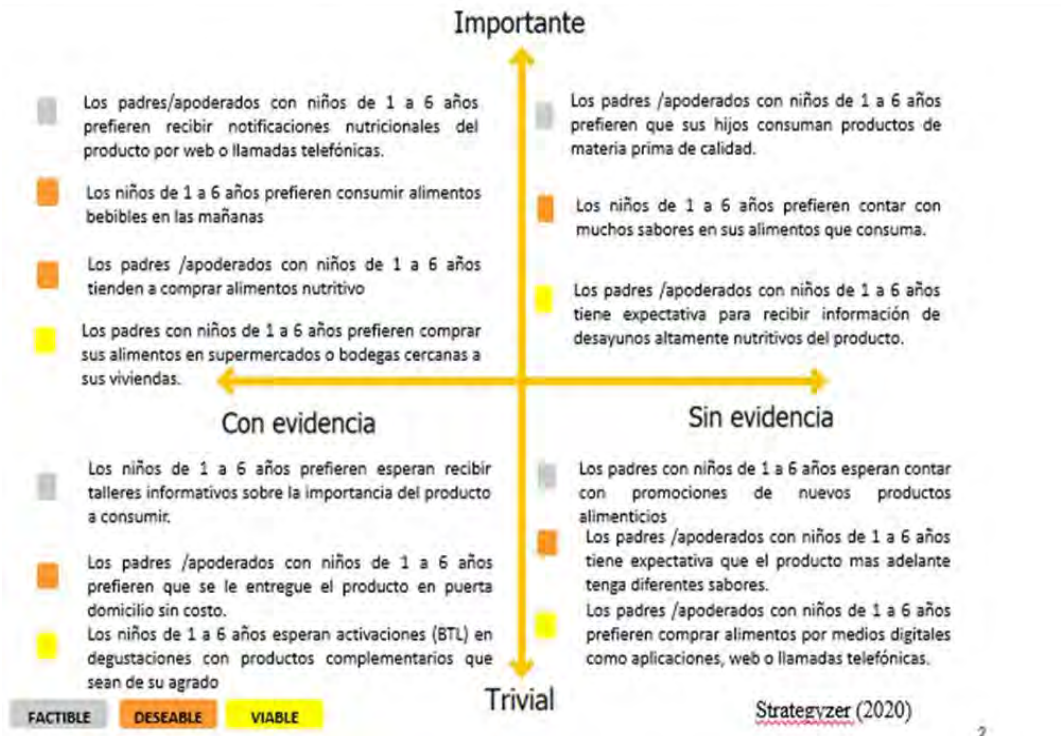 Importante
Los padres/apoderados con niños de 1 a 6 años
prefieren recibir notificaciones nutricionales del
producto por web o llamadas telefónicas.
Los niños de 1 a 6 años prefieren consumir alimentos
bebibles en las mañanas
Los padres /apoderados con niños de 1 a 6 años
tienden a comprar alimentos nutritivo
Los padres con niños de 1 a 6 años prefieren comprar
sus alimentos en supermercados o bodegas cercanas a
sus viviendas.
Los padres /apoderados con niños de 1 a 6 años
prefieren que sus hijos consuman productos de
materia prima de calidad.
Los niños de 1 a 6 años prefieren contar con
muchos sabores en sus alimentos que consuma.
Los padres /apoderados con niños de 1 a 6 años
tiene expectativa para recibir información de
desayunos altamente nutritivos del producto.
Con evidencia
Sin evidencia
Los niños de 1 a 6 años prefieren esperan recibir
talleres informativos sobre la importancia del producto
a consumir.
Los padres /apoderados con niños de 1 a 6 años
prefieren que se le entregue el producto en puerta
domicilio sin costo.
Los niños de 1 a 6 años esperan activaciones (BTL) en
degustaciones con productos complementarios que
sean de su agrado
Los padres con niños de 1 a 6 años esperan contar
con promociones de nuevos productos
alimenticios
Los padres /apoderados con niños de 1 a 6 años
tiene expectativa que el producto mas adelante
tenga diferentes sabores.
Los padres /apoderados con niños de 1 a 6 años
prefieren comprar alimentos por medios digitales
como aplicaciones, web o llamadas telefónicas.
Trivial
FACTIBLE
DESEABLE
VIABLE
Strategyzer (2020)
2